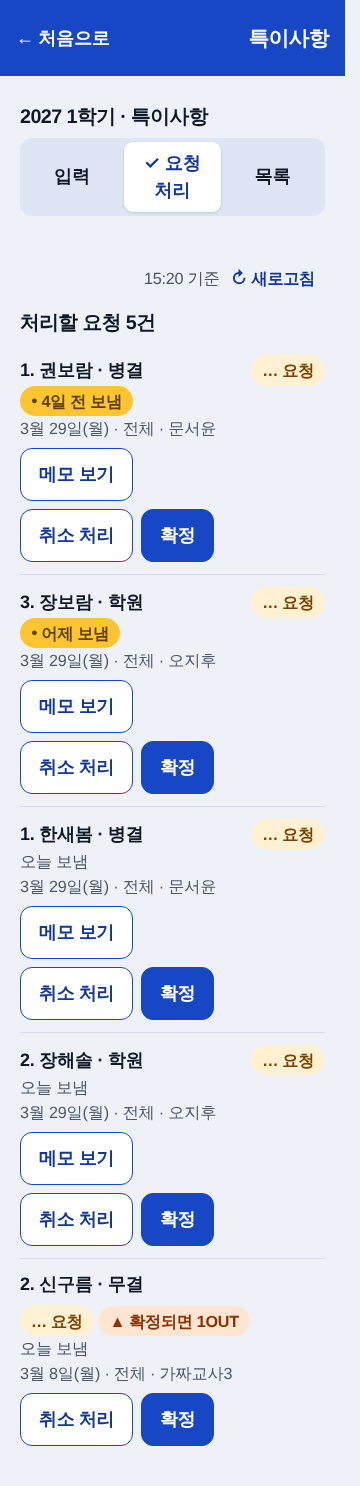 ← 처음으로 특이사항
2027 1학기 · 특이사항
입력 ✓ 요청 처리 목록
15:20 기준 ↻ 새로고침
처리할 요청 5건
1. 권보람 · 병결 … 요청
• 4일 전 보냄
3월 29일(월) · 전체 · 문서윤
메모 보기
취소 처리 확정
3. 장보람 · 학원 … 요청
• 어제 보냄
3월 29일(월) · 전체 · 오지후
메모 보기
취소 처리 확정
1. 한새봄 · 병결 … 요청
오늘 보냄
3월 29일(월) · 전체 · 문서윤
메모 보기
취소 처리 확정
2. 장해솔 · 학원 … 요청
오늘 보냄
3월 29일(월) · 전체 · 오지후
메모 보기
취소 처리 확정
2. 신구름 · 무결
… 요청 ▲ 확정되면 1OUT
오늘 보냄
3월 8일(월) · 전체 · 가짜교사3
취소 처리 확정